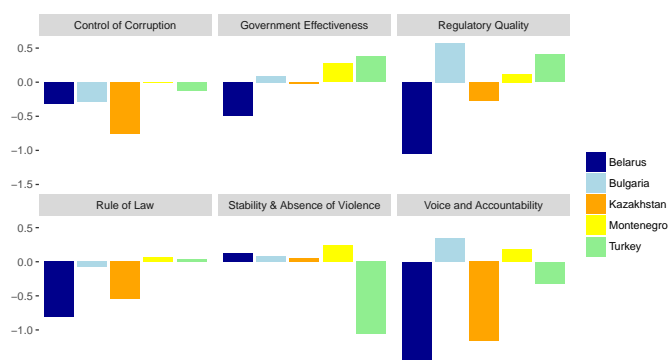 Control of Corruption
Government Effectiveness
Regulatory Quality
0.5
0.0
−0.5
−1.0
−1.5
Rule of Law
Stability & Absence of Violence
Voice and Accountability
0.5
0.0
−0.5
−1.0
Belarus
Bulgaria
Kazakhstan
Montenegro
Turkey